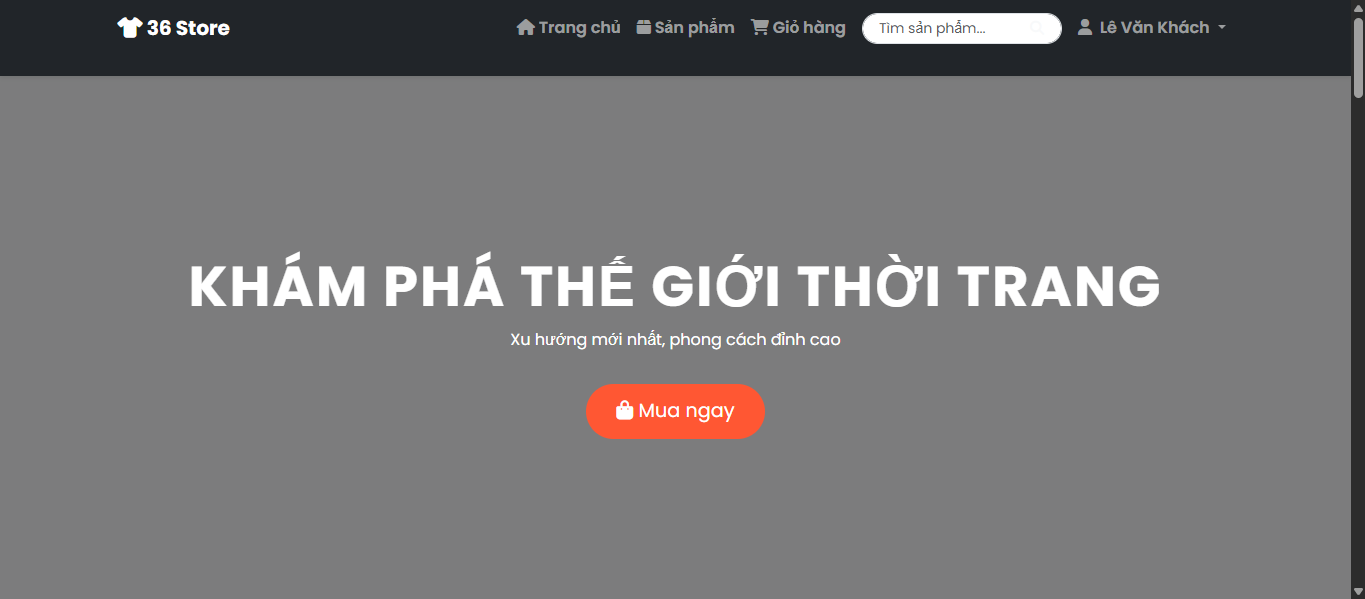 36 Store
Trang chủ
Sản phẩm
Giỏ hàng
Tìm sản phẩm...
Lê Văn Khách
KHÁM PHÁ THẾ GIỚI THỜI TRANG
Xu hướng mới nhất, phong cách đỉnh cao
Mua ngay